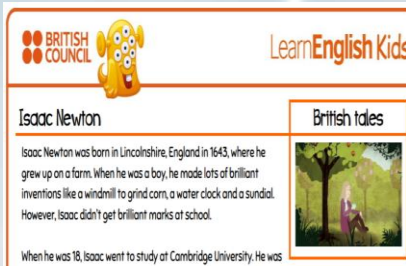 BRITISH
COUNCIL
LearnEnglish Kids
Isaac Newton
British tales
Isaac Newton was born in Lincolnshire, England in 1643, where he
grew up on a farm. When he was a boy, he made lots of brilliant
inventions like a windmill to grind corn, a water clock and a sundial.
However, Isaac didn't get brilliant marks at school.
When he was 18, Isaac went to study at Cambridge University. He was